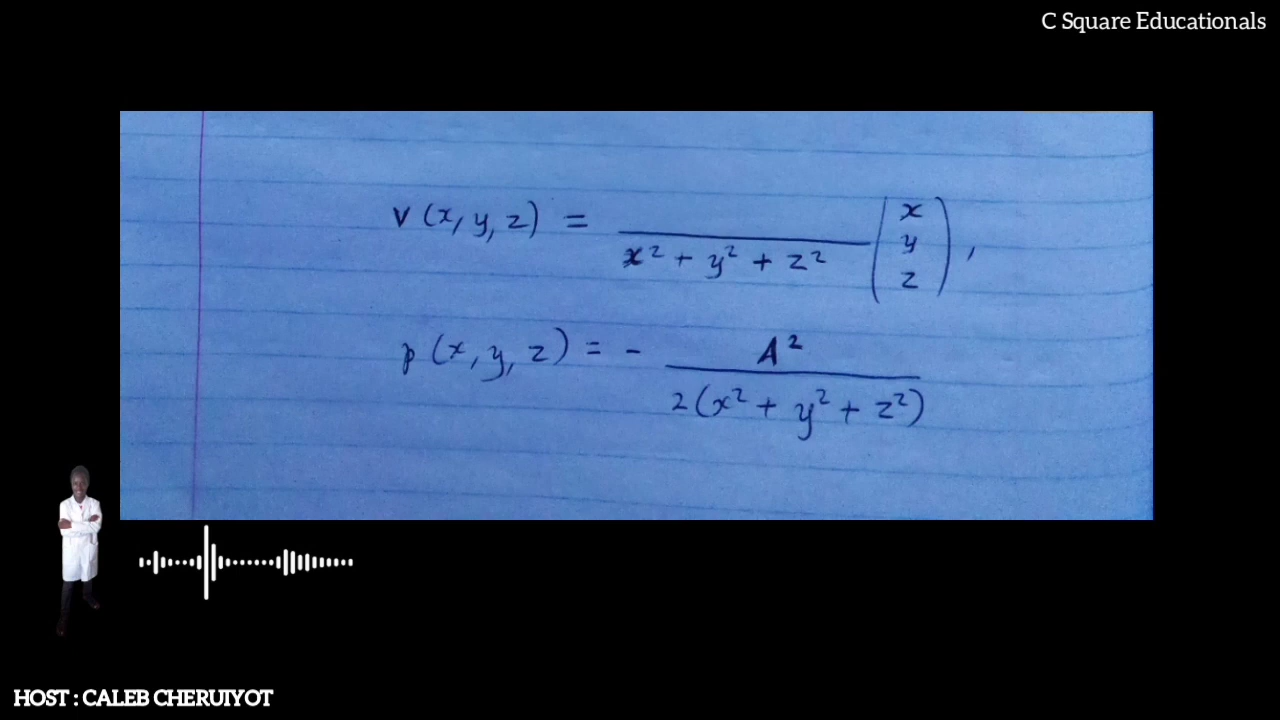 C Square Educationals
v (x, y, z) = ──── / x² + y² + z² (x y z) ,
p (x, y, z) = - A² / 2(x² + y² + z²)
HOST : CALEB CHERUIYOT